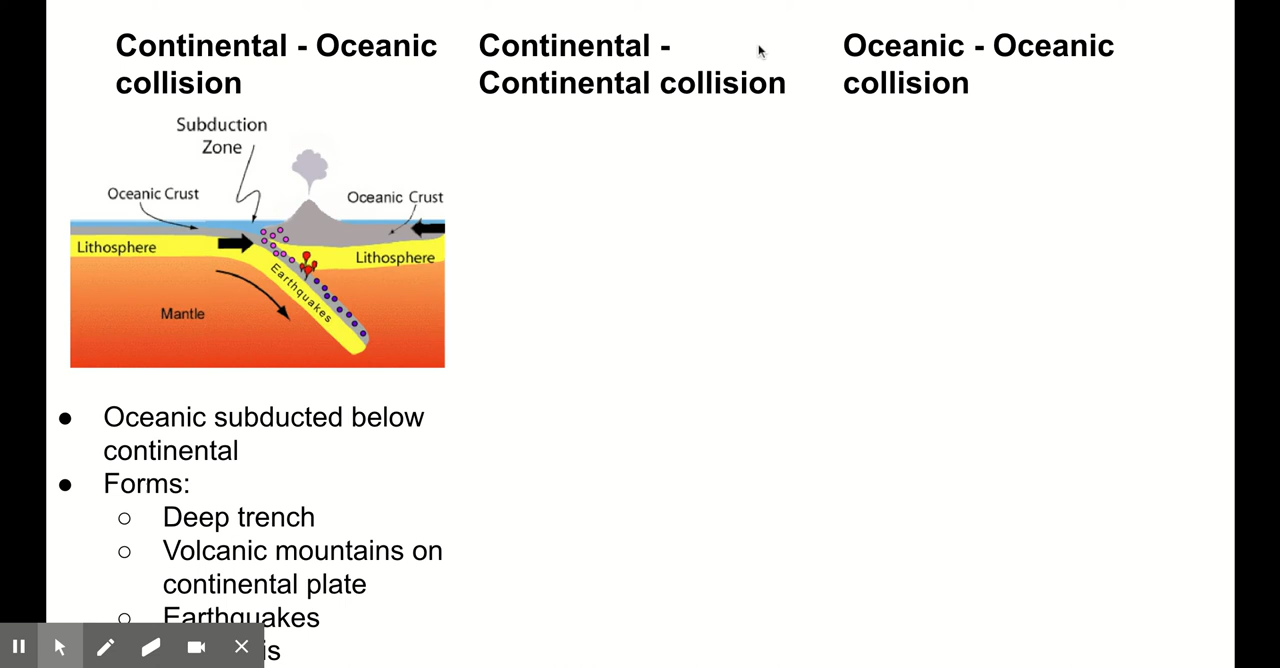 Continental - Oceanic
collision
Continental -
Continental collision
Oceanic - Oceanic
collision
Subduction
Zone
Oceanic Crust
Oceanic Crust
Lithosphere
Lithosphere
Earthquakes
Mantle
● Oceanic subducted below
continental
● Forms:
○ Deep trench
○ Volcanic mountains on
continental plate
○ Earthquakes